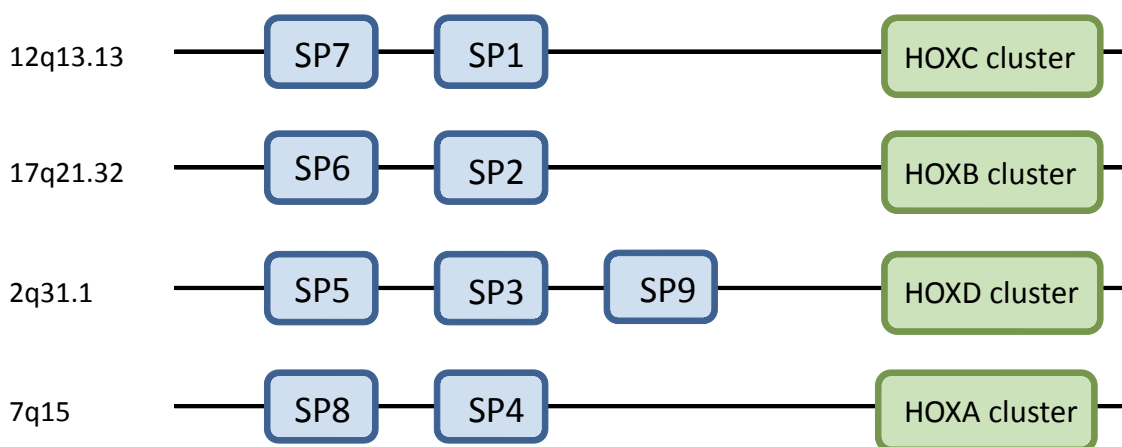 12q13.13 SP7 SP1 HOXC cluster
17q21.32 SP6 SP2 HOXB cluster
2q31.1 SP5 SP3 SP9 HOXD cluster
7q15 SP8 SP4 HOXA cluster